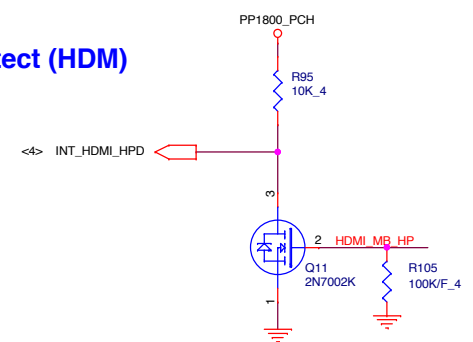 PP1800_PCH
tect (HDM)
R95
10K_4
<4> INT_HDMI_HPD
3
2 HDMI_MB_HP
Q11
2N7002K
R105
100K/F_4
1